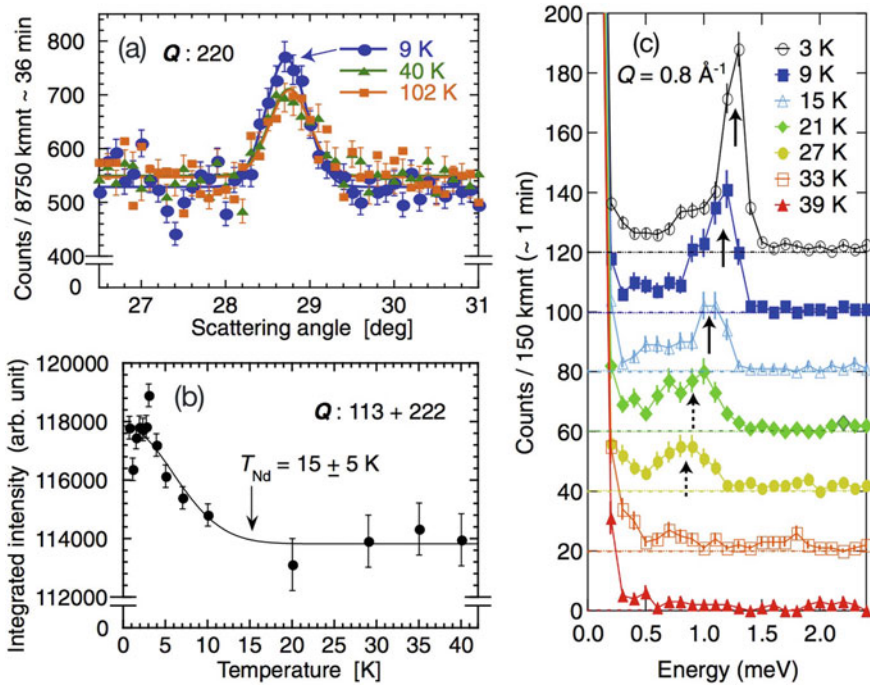 (a)
Q : 220
9 K
40 K
102 K
800
700
600
500
400
0
Counts / 8750 kmnt ~ 36 min
27 28 29 30 31
Scattering angle [deg]
(b)
Q : 113 + 222
T_Nd = 15 ± 5 K
120000
118000
116000
114000
112000
0
Integrated intensity (arb. unit)
0 5 10 15 20 25 30 35 40
Temperature [K]
(c)
Q = 0.8 Å⁻¹
3 K
9 K
15 K
21 K
27 K
33 K
39 K
200
180
160
140
120
100
80
60
40
20
0
Counts / 150 kmnt (~ 1 min)
0.0 0.5 1.0 1.5 2.0
Energy (meV)